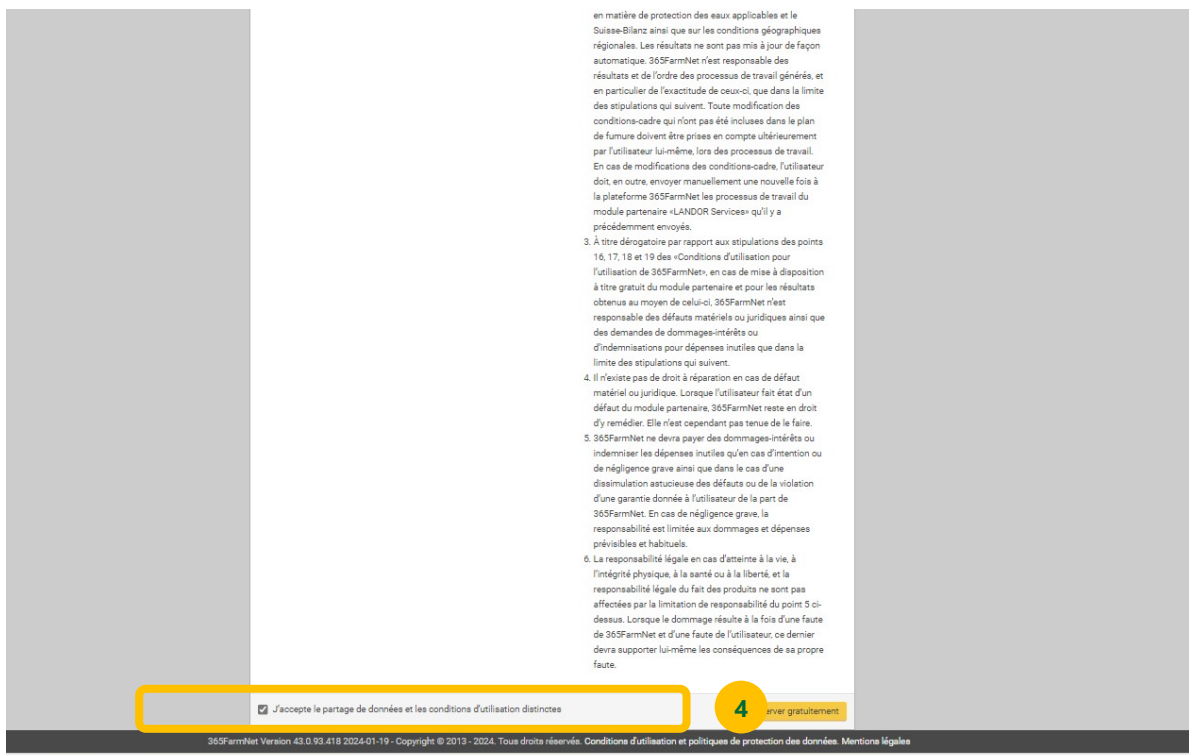 en matière de protection des eaux applicables et le
Suisse-Bilanz ainsi que sur les conditions géographiques
régionales. Les résultats ne sont pas mis à jour de façon
automatique. 365FarmNet n'est responsable des
résultats et de l'ordre des processus de travail générés, et
en particulier de l'exactitude de ceux-ci, que dans la limite
des stipulations qui suivent. Toute modification des
conditions-cadre qui n'ont pas été incluses dans le plan
de fumure doivent être prises en compte ultérieurement
par l'utilisateur lui-même, lors des processus de travail.
En cas de modifications des conditions-cadre, l'utilisateur
doit, en outre, envoyer manuellement une nouvelle fois à
la plateforme 365FarmNet les processus de travail du
module partenaire «LANDOR Services» qu'il y a
précédemment envoyés.
3. À titre dérogatoire par rapport aux stipulations des points
16, 17, 18 et 19 des «Conditions d'utilisation pour
l'utilisation de 365FarmNet», en cas de mise à disposition
à titre gratuit du module partenaire et pour les résultats
obtenus au moyen de celui-ci, 365FarmNet n'est
responsable des défauts matériels ou juridiques ainsi que
des demandes de dommages-intérêts ou
d'indemnisations pour dépenses inutiles que dans la
limite des stipulations qui suivent.
4. Il n'existe pas de droit à réparation en cas de défaut
matériel ou juridique. Lorsque l'utilisateur fait état d'un
défaut du module partenaire, 365FarmNet reste en droit
d'y remédier. Elle n'est cependant pas tenue de le faire.
5. 365FarmNet ne devra payer des dommages-intérêts ou
indemniser les dépenses inutiles qu'en cas d'intention ou
de négligence grave ainsi que dans le cas d'une
dissimulation astucieuse des défauts ou de la violation
d'une garantie donnée à l'utilisateur de la part de
365FarmNet. En cas de négligence grave, la
responsabilité est limitée aux dommages et dépenses
prévisibles et habituels.
6. La responsabilité légale en cas d'atteinte à la vie, à
l'intégrité physique, à la santé ou à la liberté, et la
responsabilité légale du fait des produits ne sont pas
affectées par la limitation de responsabilité du point 5 ci-
dessus. Lorsque le dommage résulte à la fois d'une faute
de 365FarmNet et d'une faute de l'utilisateur, ce dernier
devra supporter lui-même les conséquences de sa propre
faute.
J'accepte le partage de données et les conditions d'utilisation distinctes
4
erver gratuitement
365FarmNet Version 43.0.93.418 2024-01-19 - Copyright © 2013 - 2024. Tous droits réservés. Conditions d'utilisation et politiques de protection des données. Mentions légales